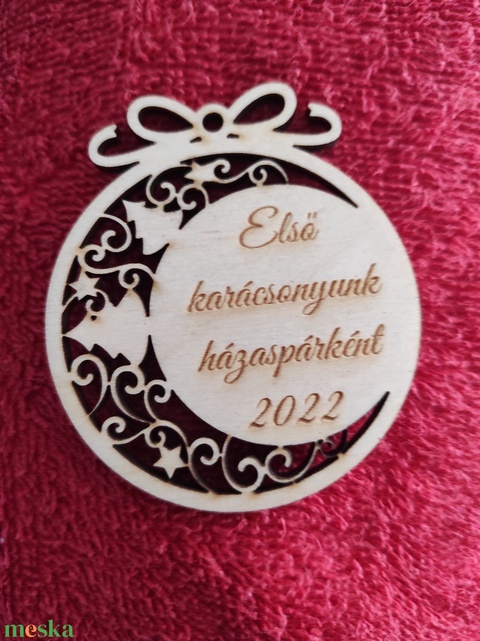 Első
karácsonyunk
házaspárként
2022
meska